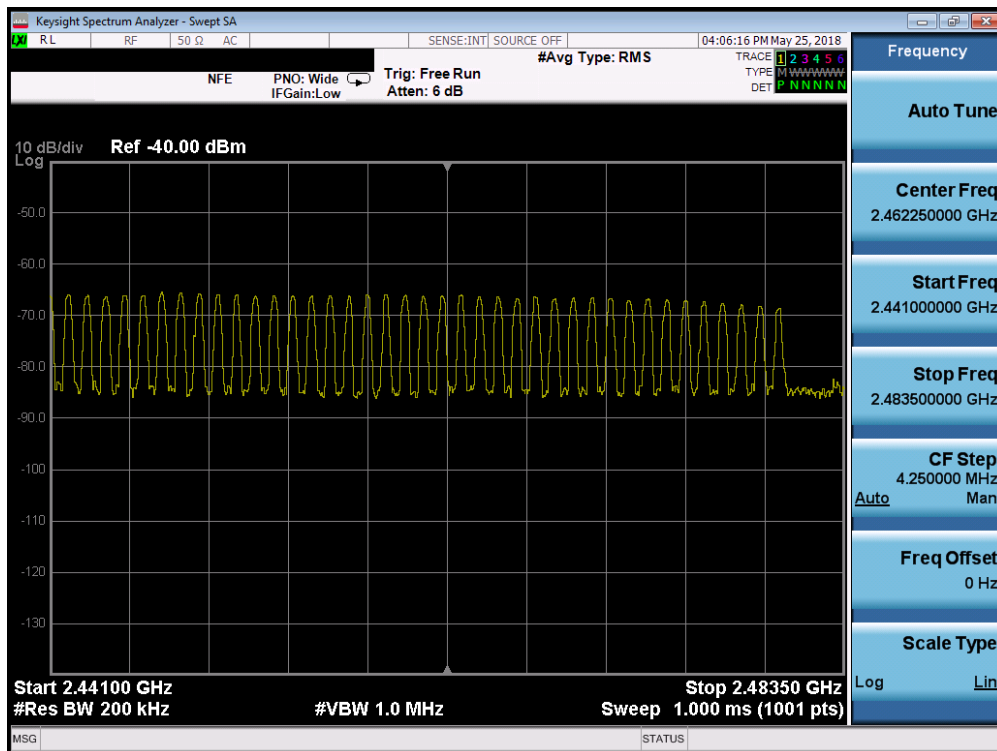 Keysight Spectrum Analyzer - Swept SA
LXI RL RF 50 Ω AC SENSE:INT SOURCE OFF 04:06:16 PM May 25, 2018
Frequency
#Avg Type: RMS
TRACE 1 2 3 4 5 6
TYPE M WWWWW
DET P N N N N N
NFE
PNO: Wide
IFGain:Low
Trig: Free Run
Atten: 6 dB
Auto Tune
10 dB/div
Log
Ref -40.00 dBm
-50.0
-60.0
-70.0
-80.0
-90.0
-100
-110
-120
-130
Center Freq
2.462250000 GHz
Start Freq
2.441000000 GHz
Stop Freq
2.483500000 GHz
CF Step
4.250000 MHz
Auto Man
Freq Offset
0 Hz
Scale Type
Log Lin
Start 2.44100 GHz
Stop 2.48350 GHz
#Res BW 200 kHz
#VBW 1.0 MHz
Sweep 1.000 ms (1001 pts)
MSG
STATUS